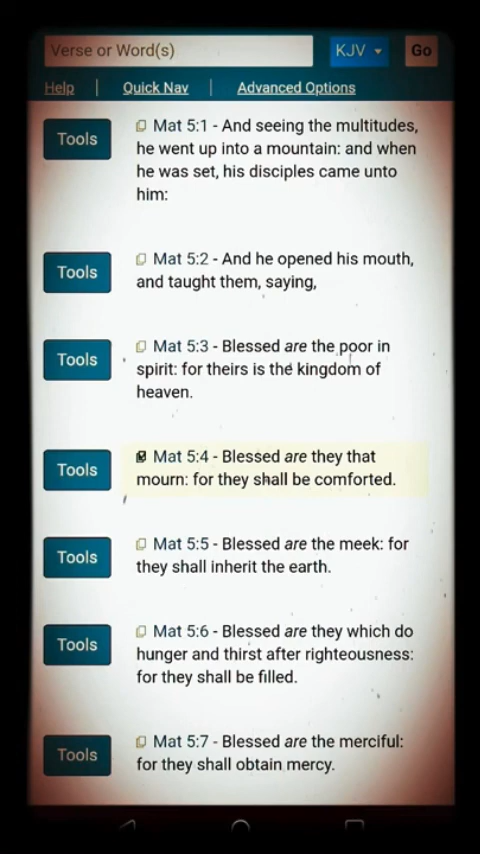 Verse or Word(s) KJV Go
Help | Quick Nav | Advanced Options
Tools Mat 5:1 - And seeing the multitudes,
he went up into a mountain: and when
he was set, his disciples came unto
him:
Tools Mat 5:2 - And he opened his mouth,
and taught them, saying,
Tools Mat 5:3 - Blessed are the poor in
spirit: for theirs is the kingdom of
heaven.
Tools Mat 5:4 - Blessed are they that
mourn: for they shall be comforted.
Tools Mat 5:5 - Blessed are the meek: for
they shall inherit the earth.
Tools Mat 5:6 - Blessed are they which do
hunger and thirst after righteousness:
for they shall be filled.
Tools Mat 5:7 - Blessed are the merciful:
for they shall obtain mercy.